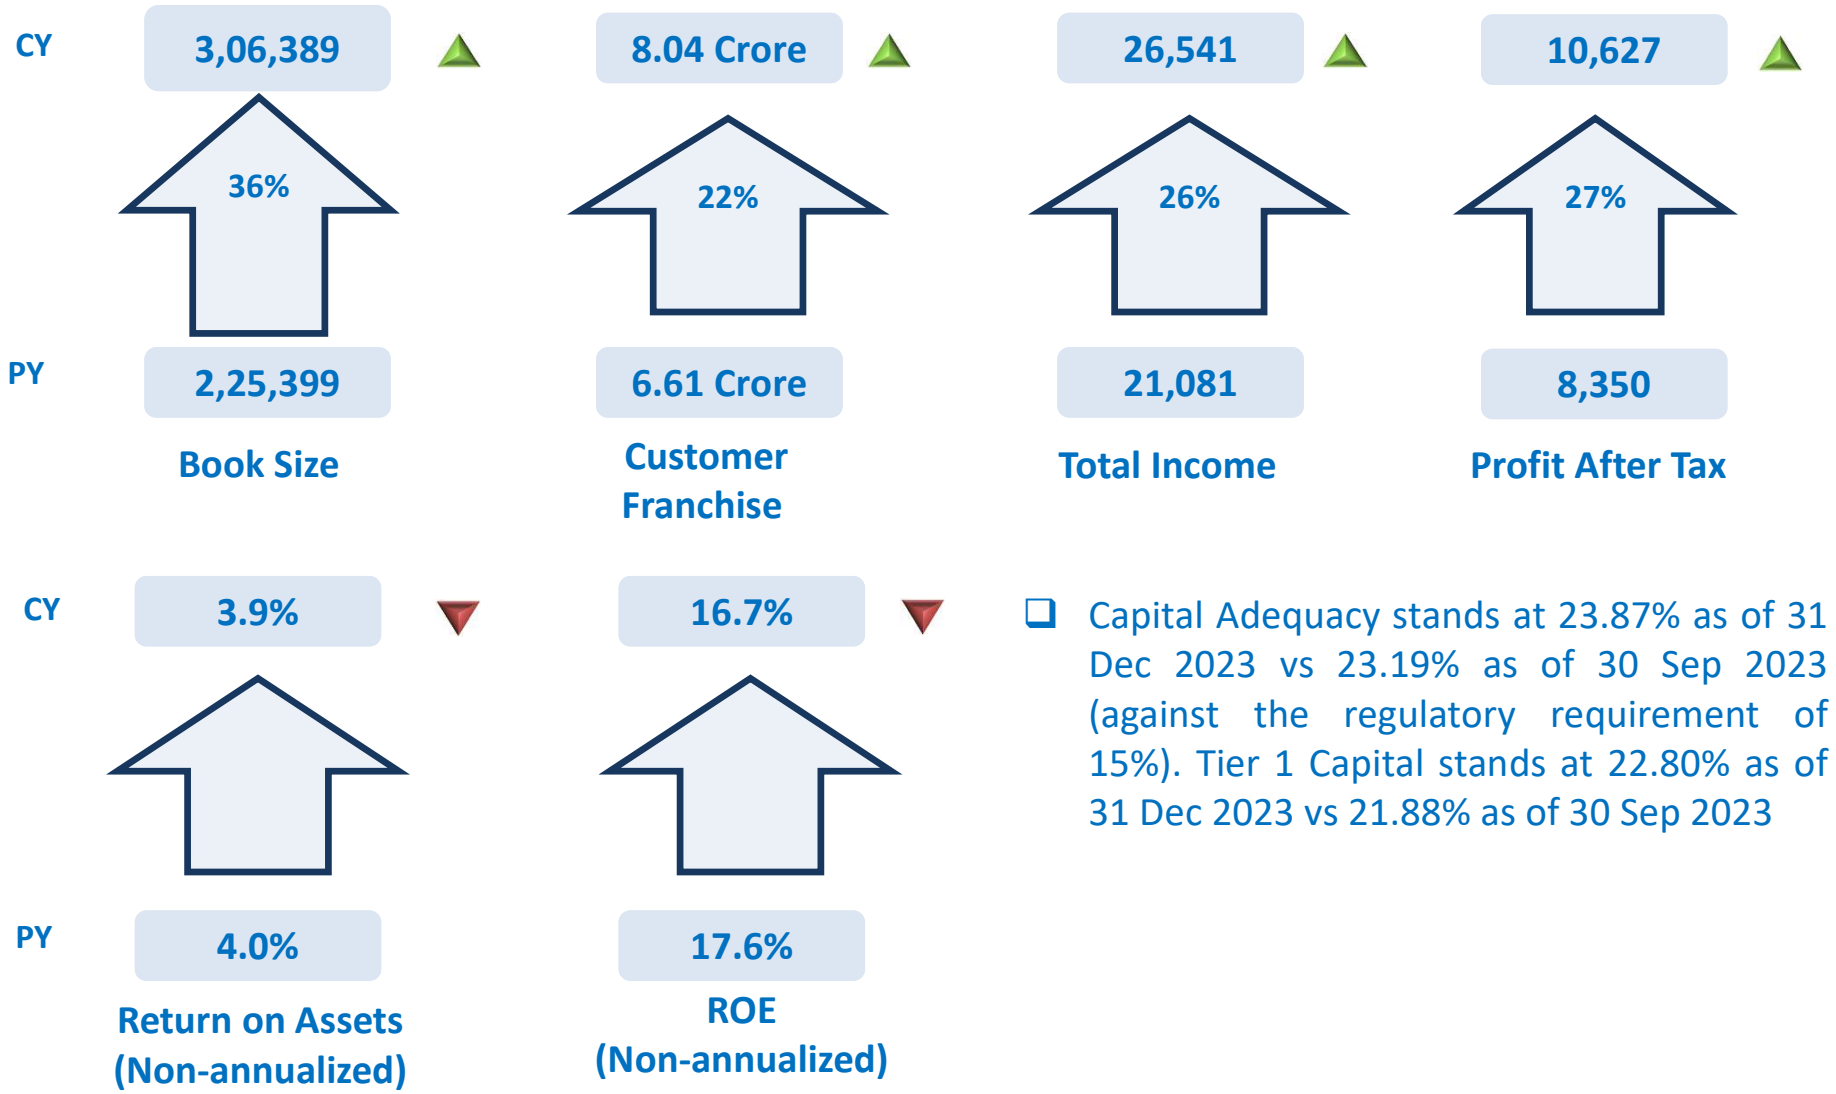 CY
3,06,389
8.04 Crore
26,541
10,627
36%
22%
26%
27%
PY
2,25,399
6.61 Crore
21,081
8,350
Book Size
Customer
Franchise
Total Income
Profit After Tax
CY
3.9%
16.7%
PY
4.0%
17.6%
Return on Assets
(Non-annualized)
ROE
(Non-annualized)
Capital Adequacy stands at 23.87% as of 31
Dec 2023 vs 23.19% as of 30 Sep 2023
(against the regulatory requirement of
15%). Tier 1 Capital stands at 22.80% as of
31 Dec 2023 vs 21.88% as of 30 Sep 2023